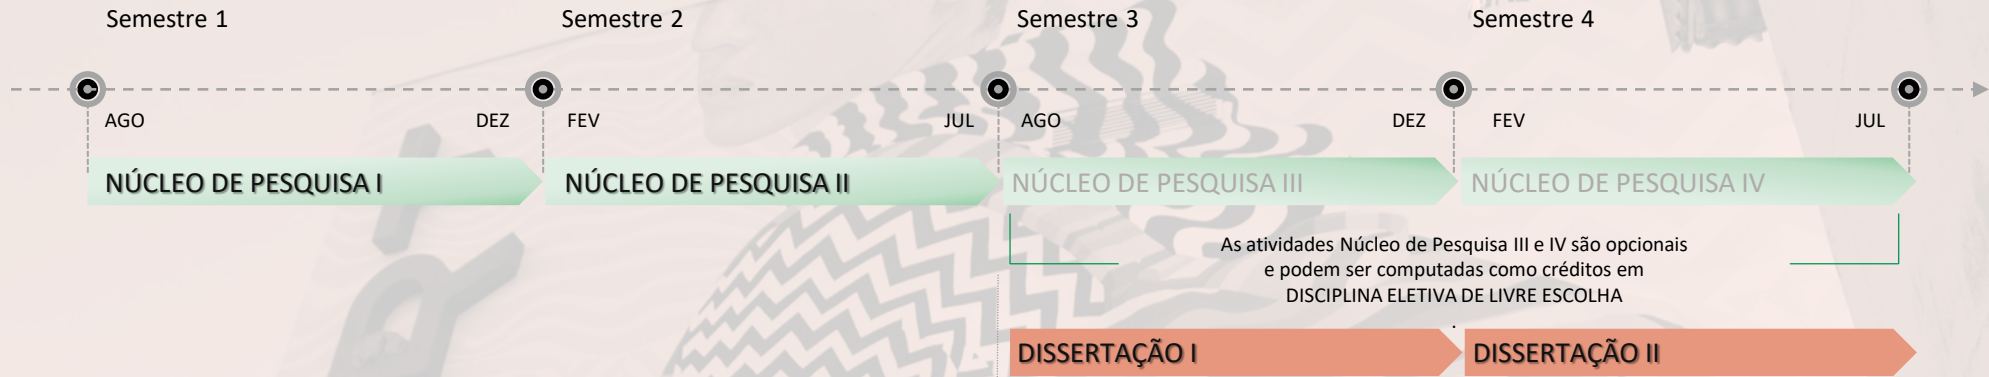 Semestre 1
Semestre 2
Semestre 3
Semestre 4
AGO
DEZ
FEV
JUL
AGO
DEZ
FEV
JUL
NÚCLEO DE PESQUISA I
NÚCLEO DE PESQUISA II
NÚCLEO DE PESQUISA III
NÚCLEO DE PESQUISA IV
As atividades Núcleo de Pesquisa III e IV são opcionais
e podem ser computadas como créditos em
DISCIPLINA ELETIVA DE LIVRE ESCOLHA
.
DISSERTAÇÃO I
DISSERTAÇÃO II